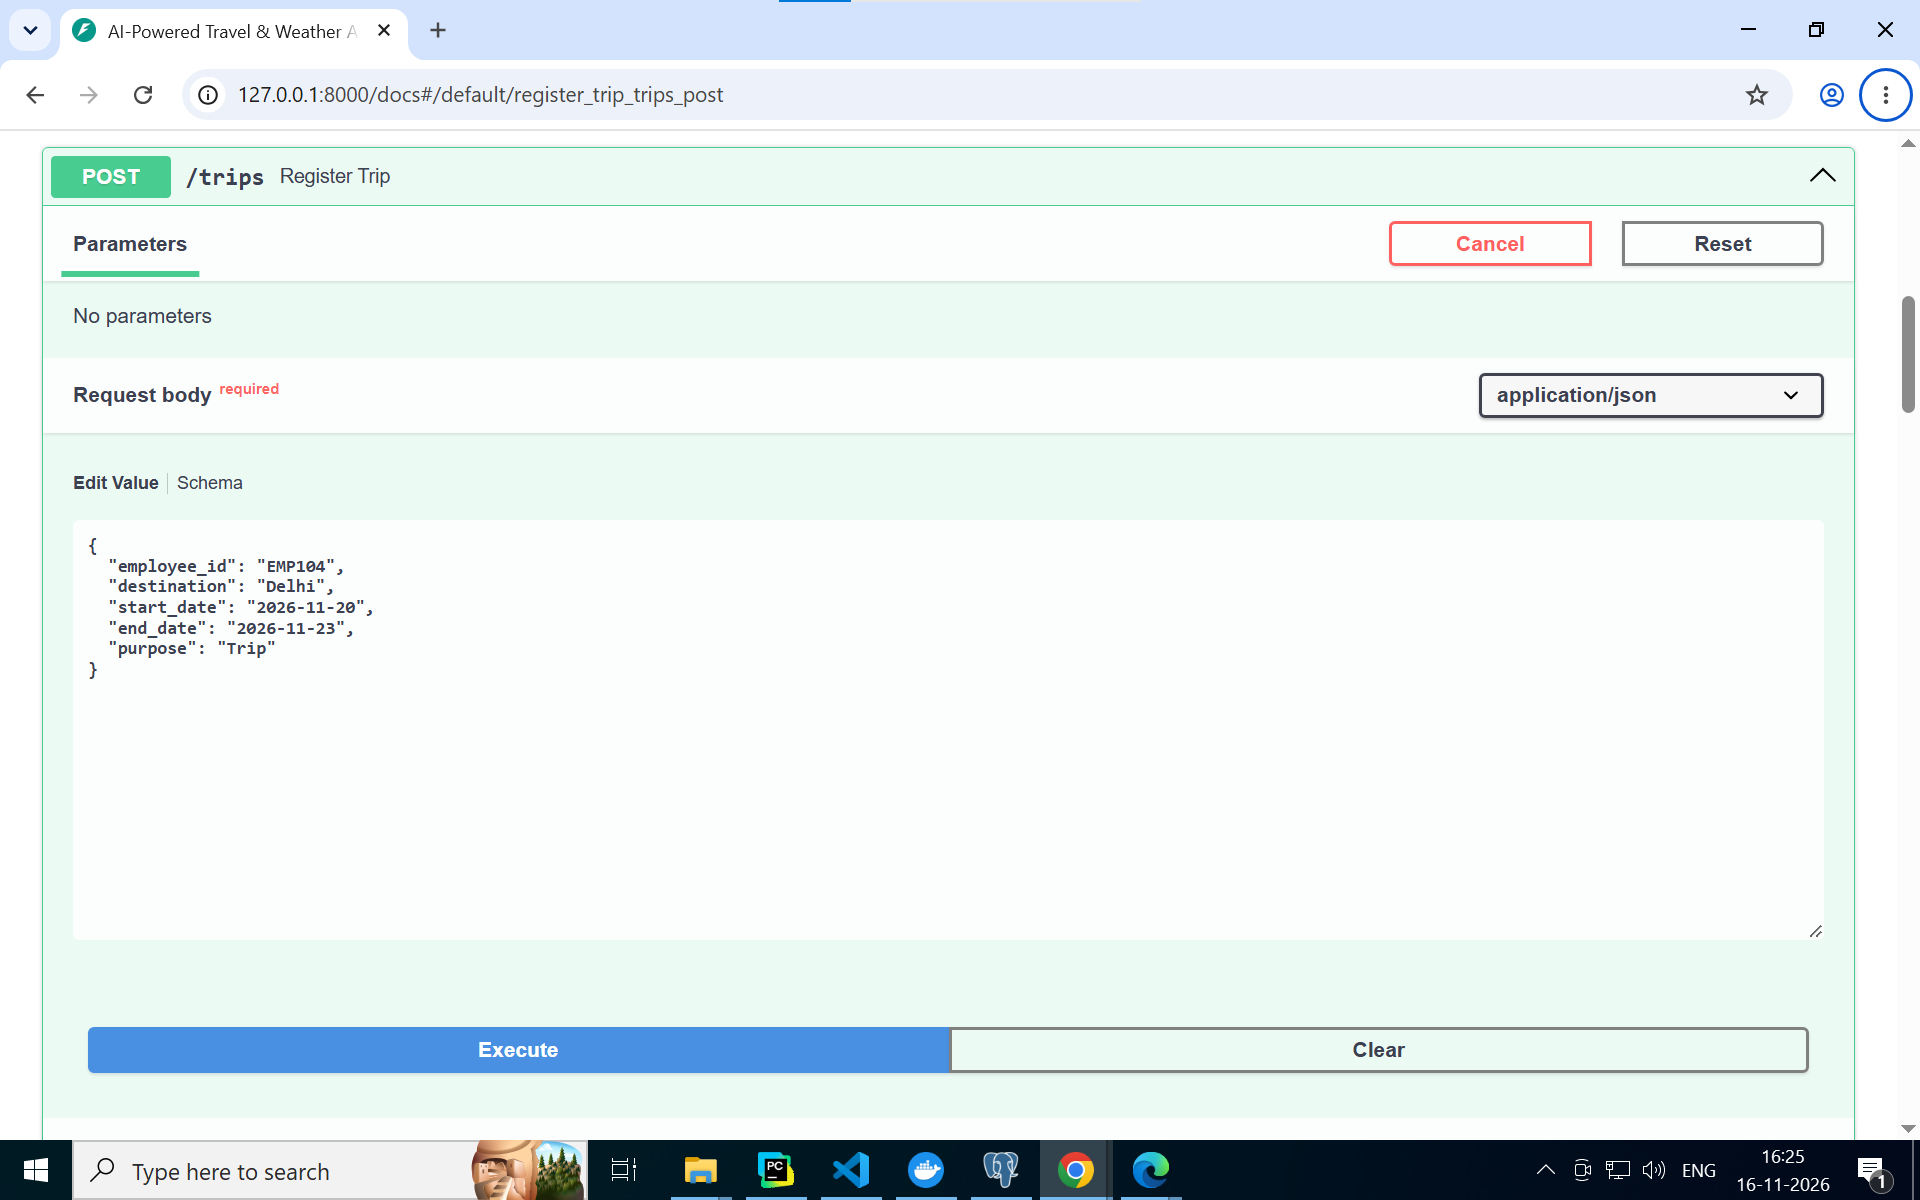 AI-Powered Travel & Weather A
127.0.0.1:8000/docs#/default/register_trip_trips_post
POST /trips Register Trip
Parameters
Cancel
Reset
No parameters
Request body required
application/json
Edit Value
Schema
{
"employee_id": "EMP104",
"destination": "Delhi",
"start_date": "2026-11-20",
"end_date": "2026-11-23",
"purpose": "Trip"
}
Execute
Clear
Type here to search
PC
ENG
16:25
16-11-2026
1